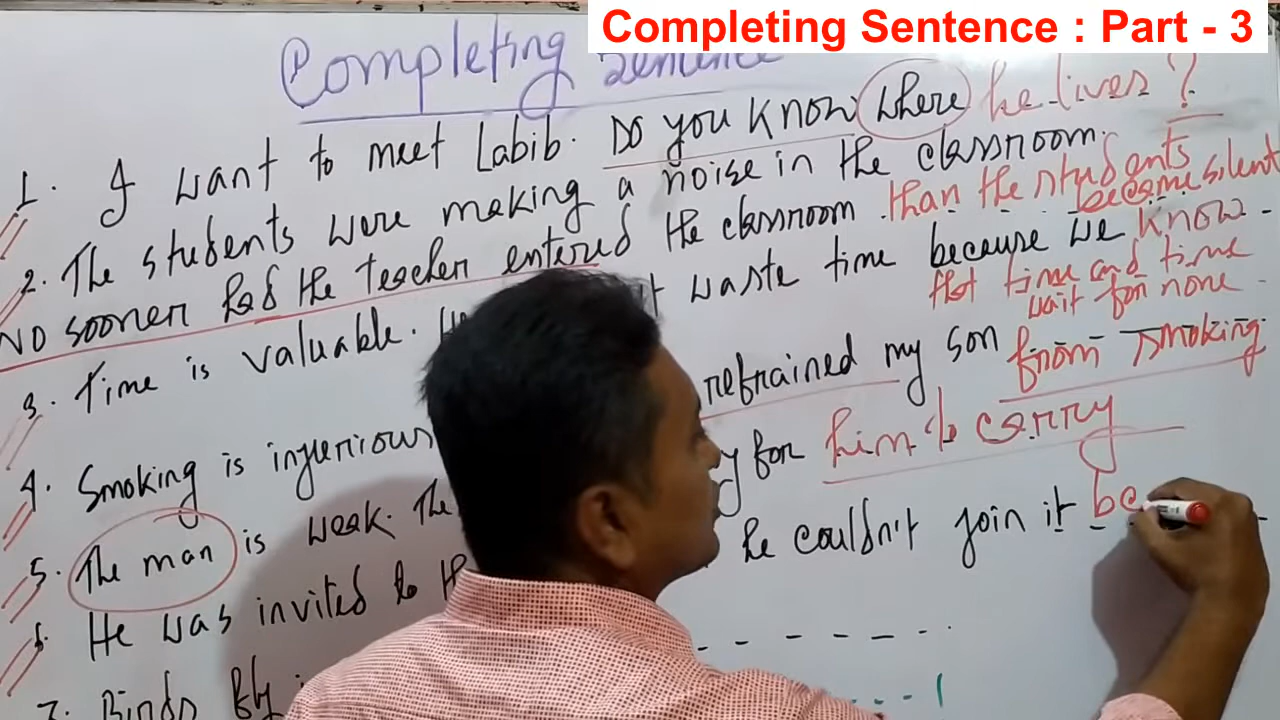 Completing Sentence : Part - 3
Completing Sentence
1. I want to meet Labib. Do you know where he lives ?
2. The students were making a noise in the classroom.
No sooner had the teacher entered the classroom than the students
became silent
3. Time is valuable. waste time because we know
that time and tide
wait for none
4. Smoking is injurious refrained my son from smoking
5. The man is weak. The for him to carry
6. He was invited to he couldn't join it bec
7. Birds fly